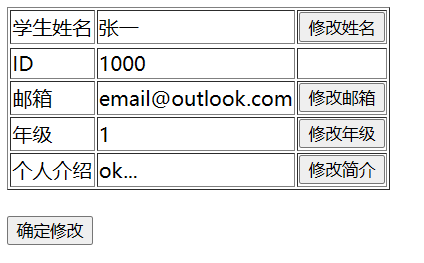 学生姓名 张一 修改姓名
ID 1000
邮箱 email@outlook.com 修改邮箱
年级 1 修改年级
个人介绍 ok... 修改简介
确定修改